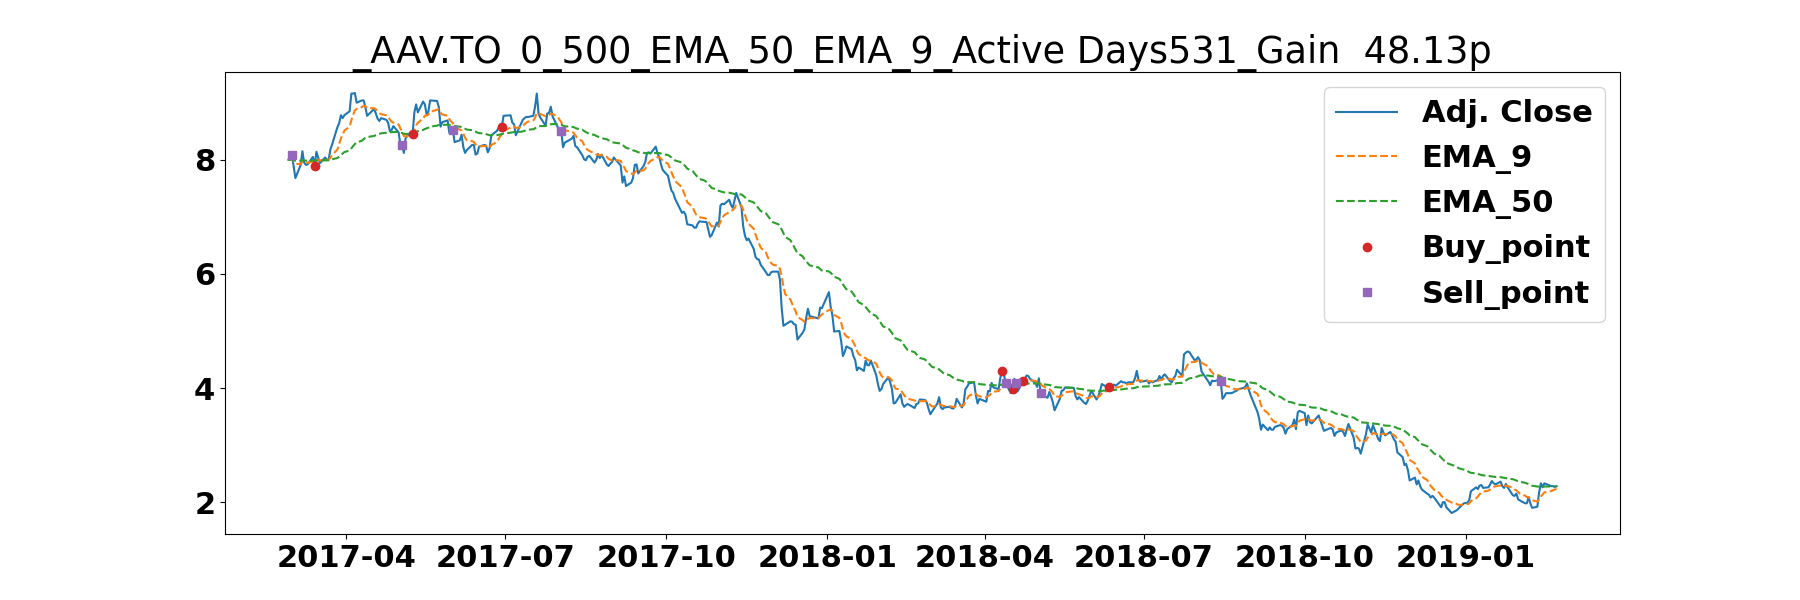 _AAV.TO_0_500_EMA_50_EMA_9_Active Days531_Gain  48.13p
Adj. Close
EMA_9
EMA_50
Buy_point
Sell_point
8
6
4
2
2017-04 2017-07 2017-10 2018-01 2018-04 2018-07 2018-10 2019-01